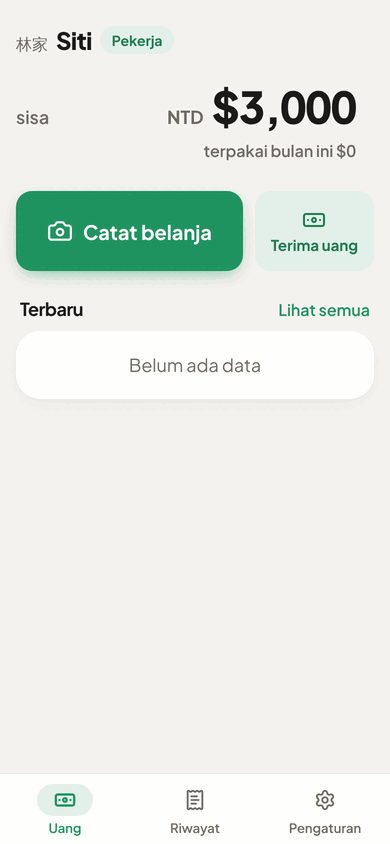 林家 Siti Pekerja
sisa NTD $3,000
terpakai bulan ini $0
Catat belanja
Terima uang
Terbaru Lihat semua
Belum ada data
Uang Riwayat Pengaturan